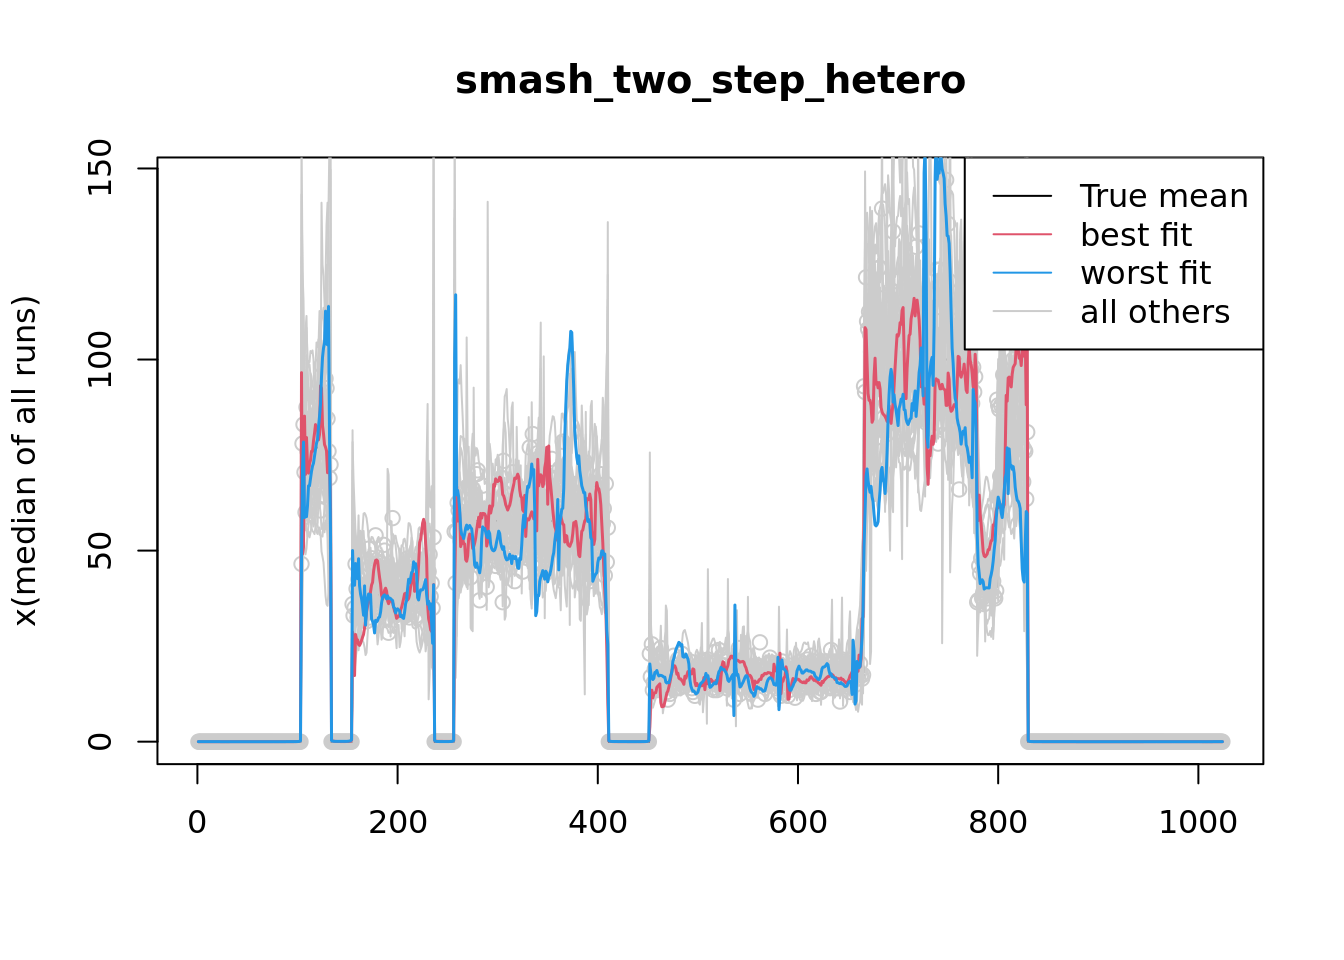 smash_two_step_hetero
x(median of all runs)
150
100
50
0
True mean
best fit
worst fit
all others
0 200 400 600 800 1000